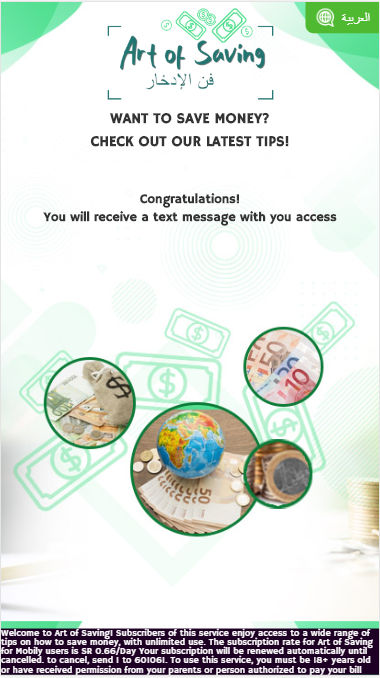 العربية
Art of Saving
فن الإدخار
WANT TO SAVE MONEY?
CHECK OUT OUR LATEST TIPS!
Congratulations!
You will receive a text message with you access
Welcome to Art of Saving! Subscribers of this service enjoy access to a wide range of
tips on how to save money, with unlimited use. The subscription rate for Art of Saving
for Mobily users is SR 0.66/Day Your subscription will be renewed automatically until
cancelled. to cancel, send 1 to 601061. To use this service, you must be 18+ years old
or have received permission from your parents or person authorized to pay your bill